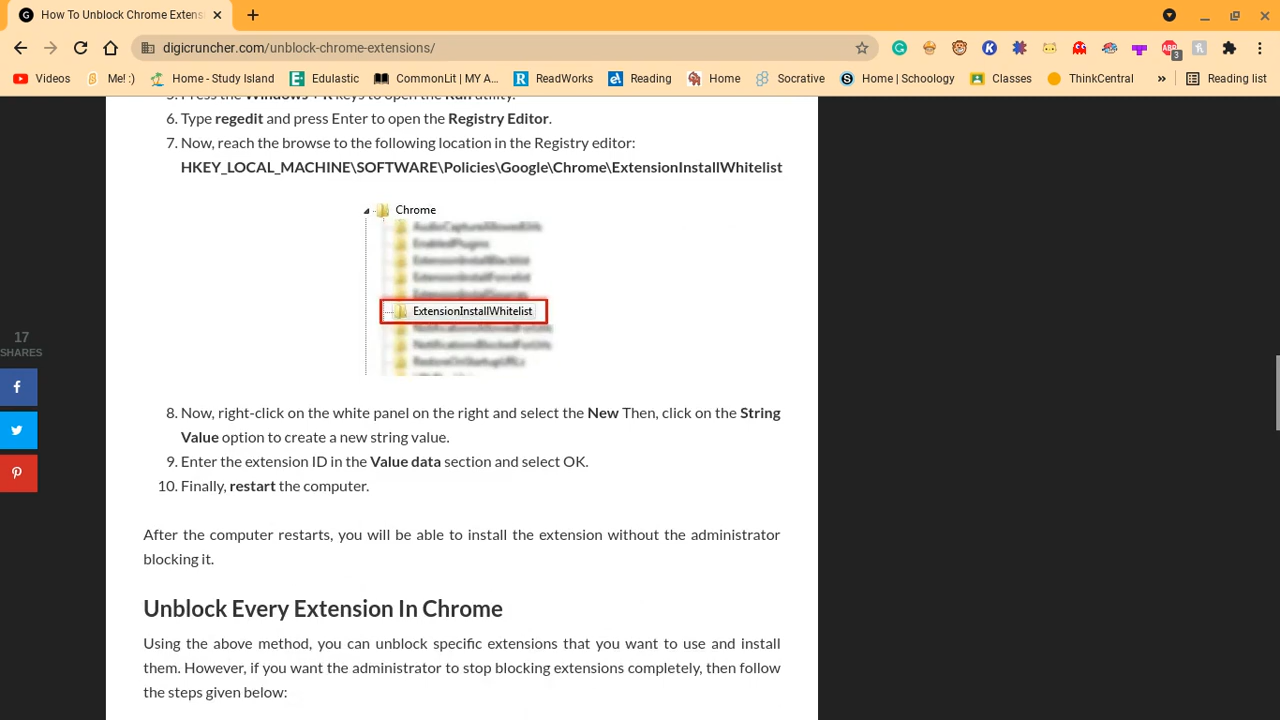 How To Unblock Chrome Extens
digicruncher.com/unblock-chrome-extensions/
3
Videos
Me! :)
Home - Study Island
Edulastic
CommonLit | MY A...
ReadWorks
Reading
Home
Socrative
Home | Schoology
Classes
ThinkCentral
»
Reading list
6. Type regedit and press Enter to open the Registry Editor.
7. Now, reach the browse to the following location in the Registry editor:
HKEY_LOCAL_MACHINE\SOFTWARE\Policies\Google\Chrome\ExtensionInstallWhitelist
Chrome
ExtensionInstallWhitelist
17
SHARES
8. Now, right-click on the white panel on the right and select the New Then, click on the String
Value option to create a new string value.
9. Enter the extension ID in the Value data section and select OK.
10. Finally, restart the computer.
After the computer restarts, you will be able to install the extension without the administrator
blocking it.
Unblock Every Extension In Chrome
Using the above method, you can unblock specific extensions that you want to use and install
them. However, if you want the administrator to stop blocking extensions completely, then follow
the steps given below: